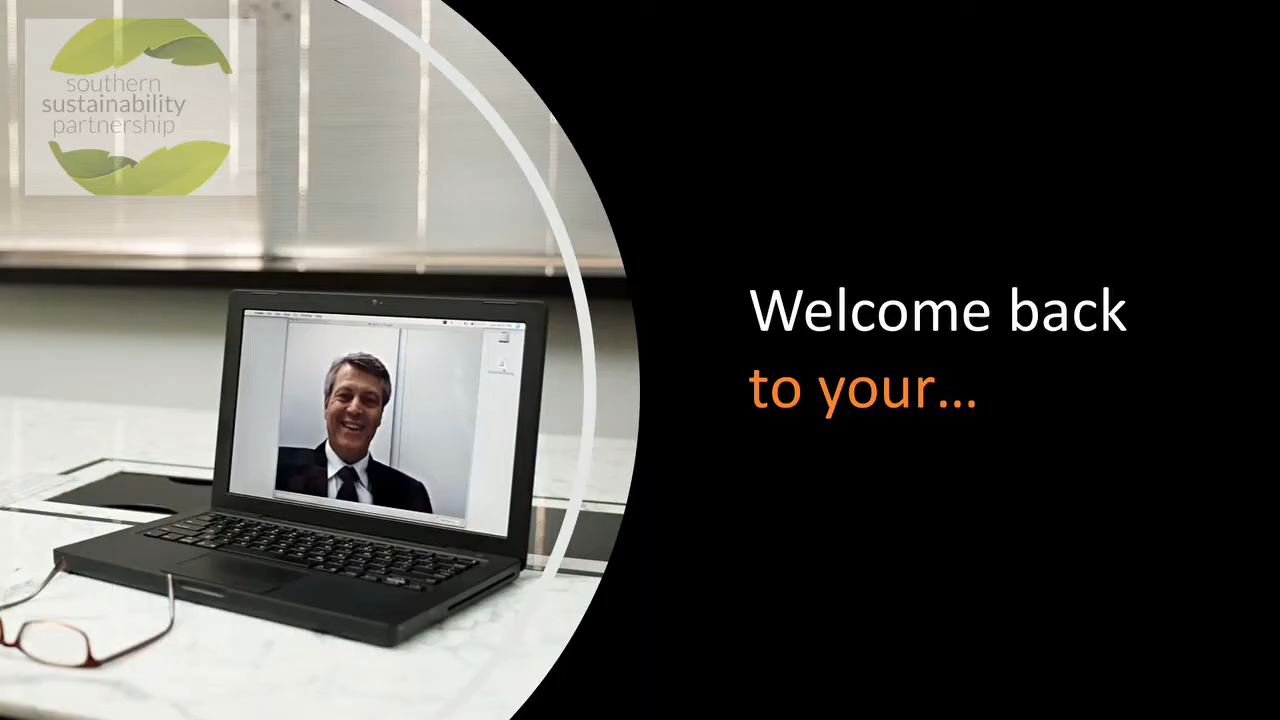 southern
sustainability
partnership
Welcome back
to your...